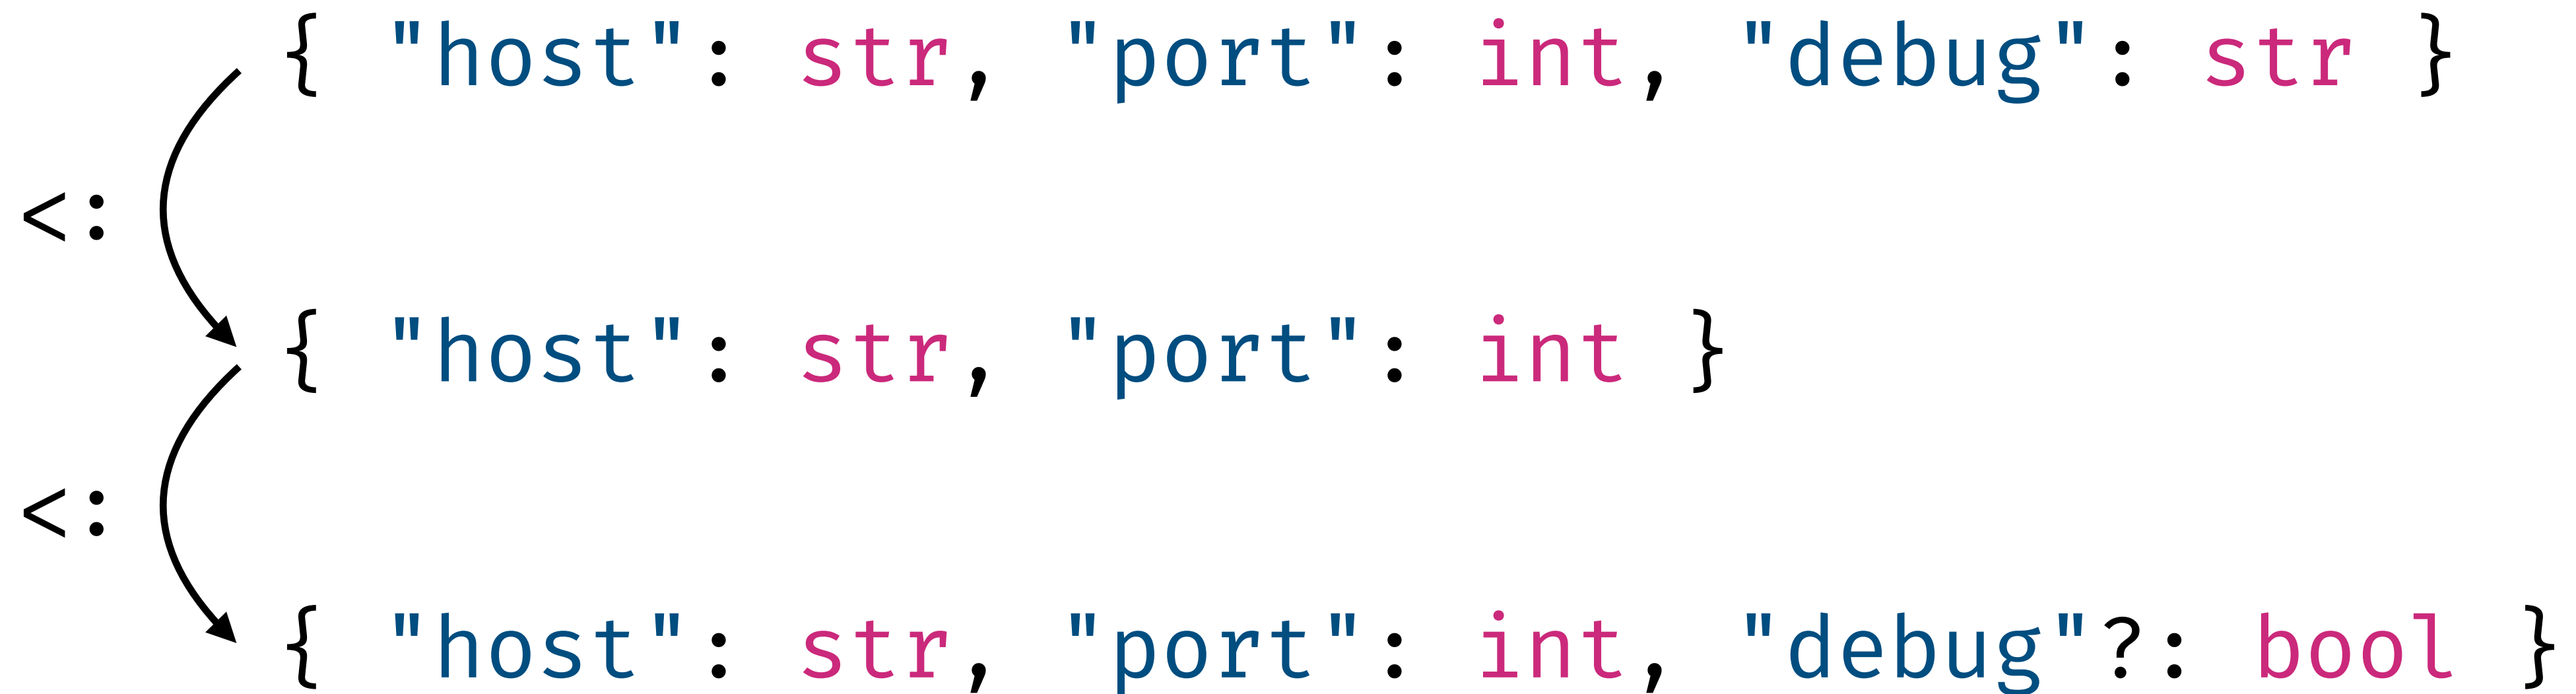 { "host": str, "port": int, "debug": str }
<:
{ "host": str, "port": int }
<:
{ "host": str, "port": int, "debug"?: bool }